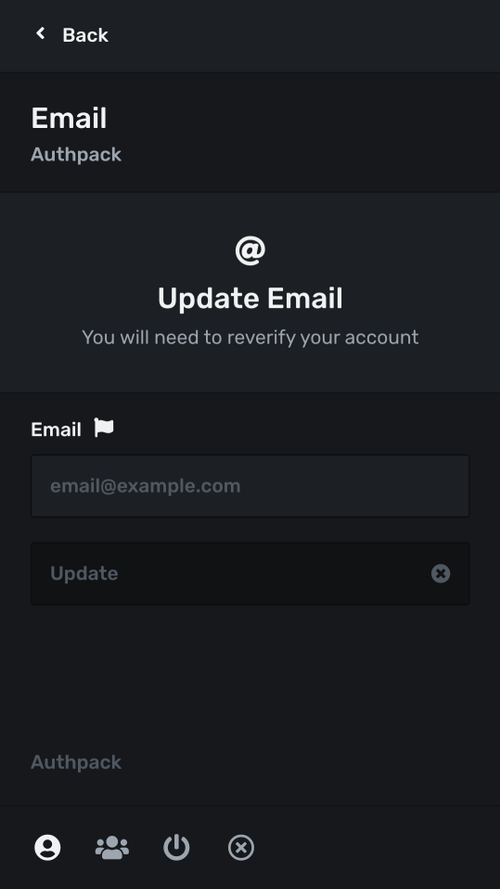 Back
Email
Authpack
@
Update Email
You will need to reverify your account
Email
email@example.com
Update
Authpack